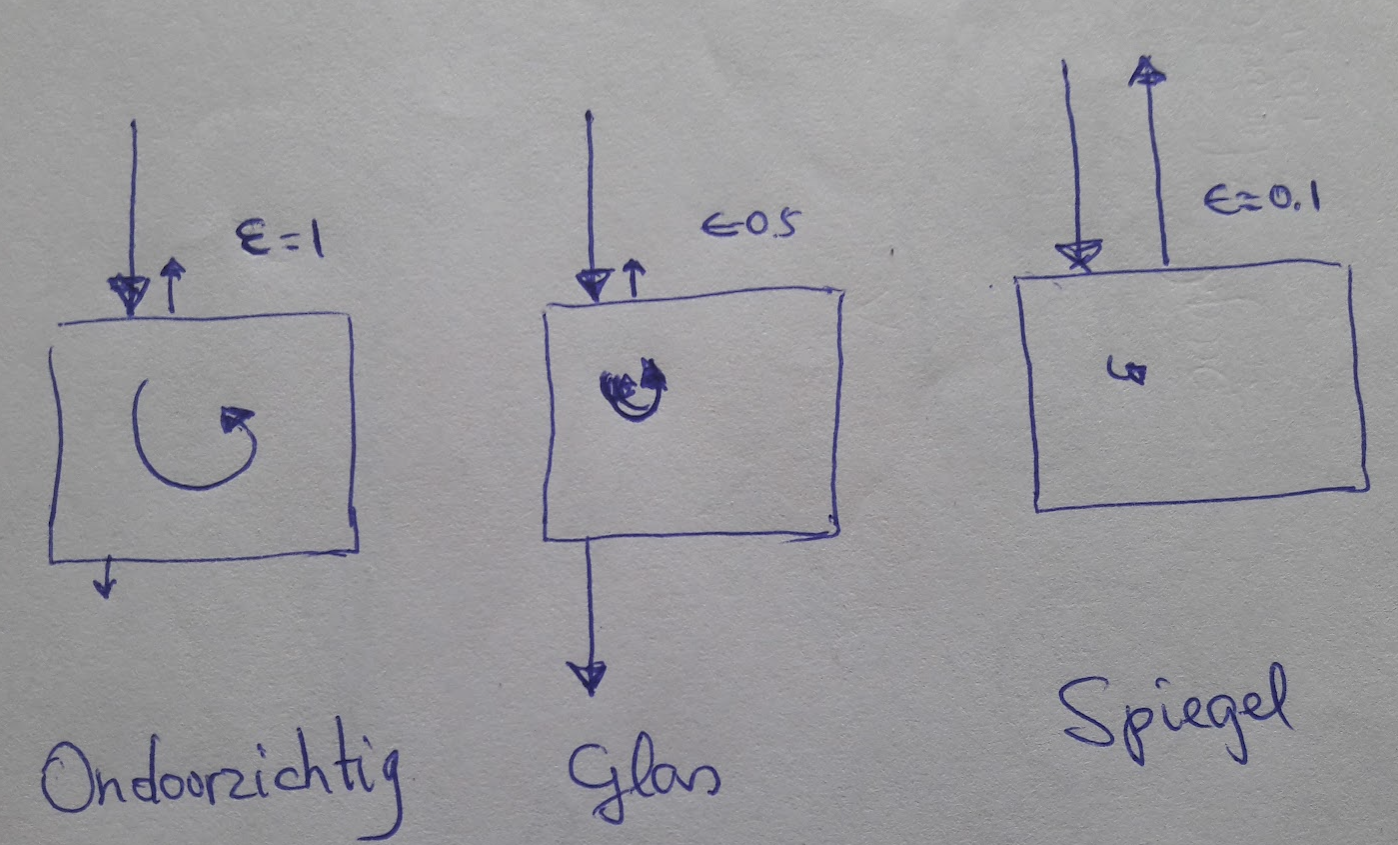 ε=1
ε0.5
ε=0.1
Ondoorzichtig
Glas
Spiegel